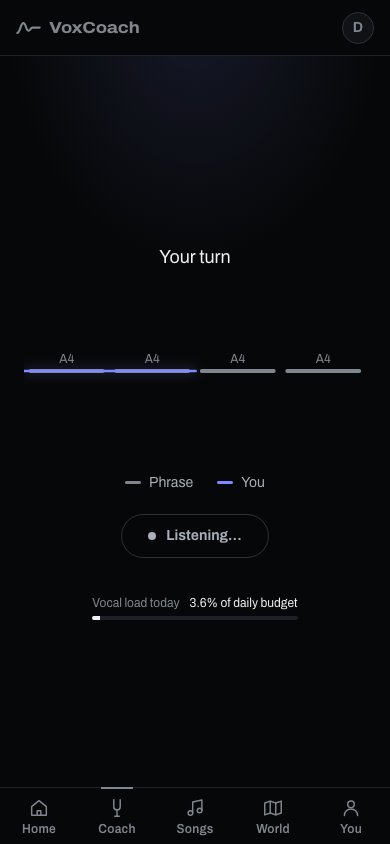 VoxCoach
D
Your turn
A4 A4 A4 A4
Phrase You
Listening...
Vocal load today 3.6% of daily budget
Home Coach Songs World You